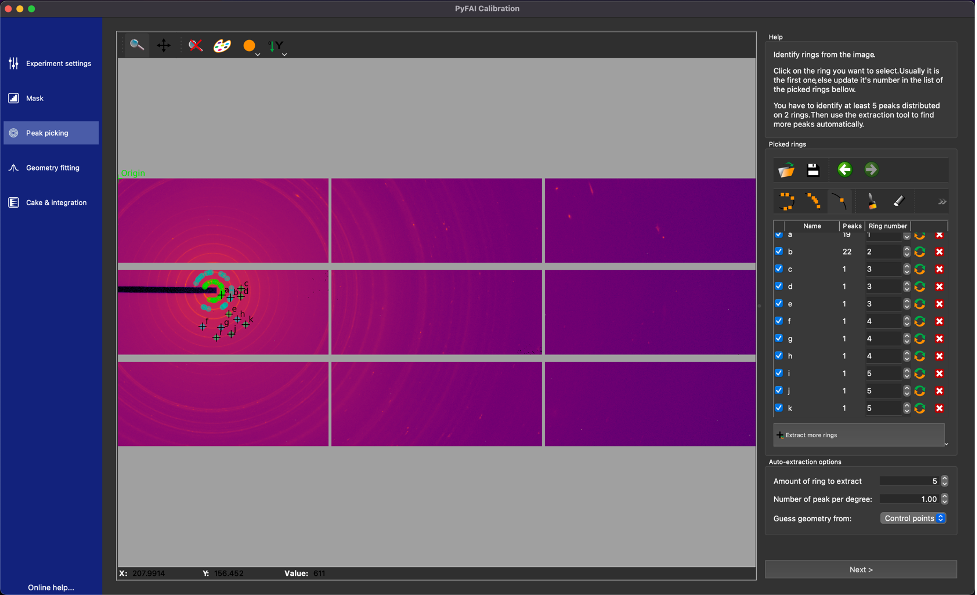 PyFAI Calibration
Experiment settings
Mask
Peak picking
Geometry fitting
Cake & integration
Online help...
Origin
X: 207.9914 Y: 156.452 Value: 611
Help
Identify rings from the image.
Click on the ring you want to select.Usually it is
the first one,else update it's number in the list of
the picked rings bellow.
You have to identify at least 5 peaks distributed
on 2 rings.Then use the extraction tool to find
more peaks automatically.
Picked rings
Name Peaks Ring number
a 19 1
b 22 2
c 1 3
d 1 3
e 1 3
f 1 4
g 1 4
h 1 4
i 1 5
j 1 5
k 1 5
Extract more rings
Auto-extraction options
Amount of ring to extract 5
Number of peak per degree: 1.00
Guess geometry from: Control points
Next >